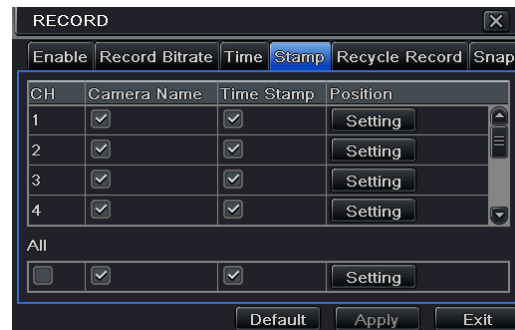 RECORD
Enable Record Bitrate Time Stamp Recycle Record Snap
CH Camera Name Time Stamp Position
1 Setting
2 Setting
3 Setting
4 Setting
All
Setting
Default Apply Exit